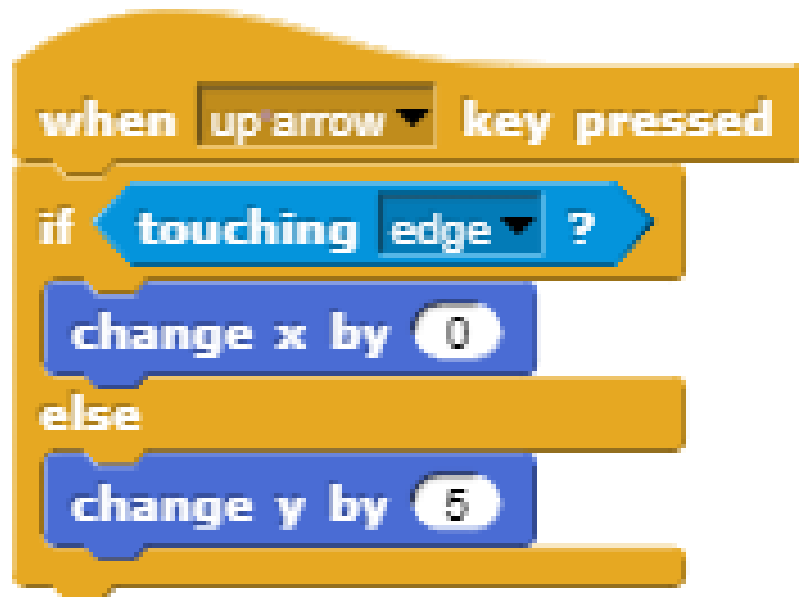 when up arrow key pressed
if touching edge ?
change x by 0
else
change y by 5